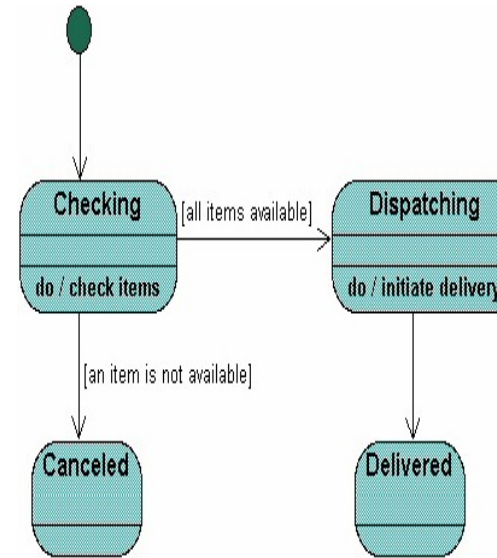 Checking
[all items available]
Dispatching
do / check items
do / initiate delivery
[an item is not available]
Canceled
Delivered